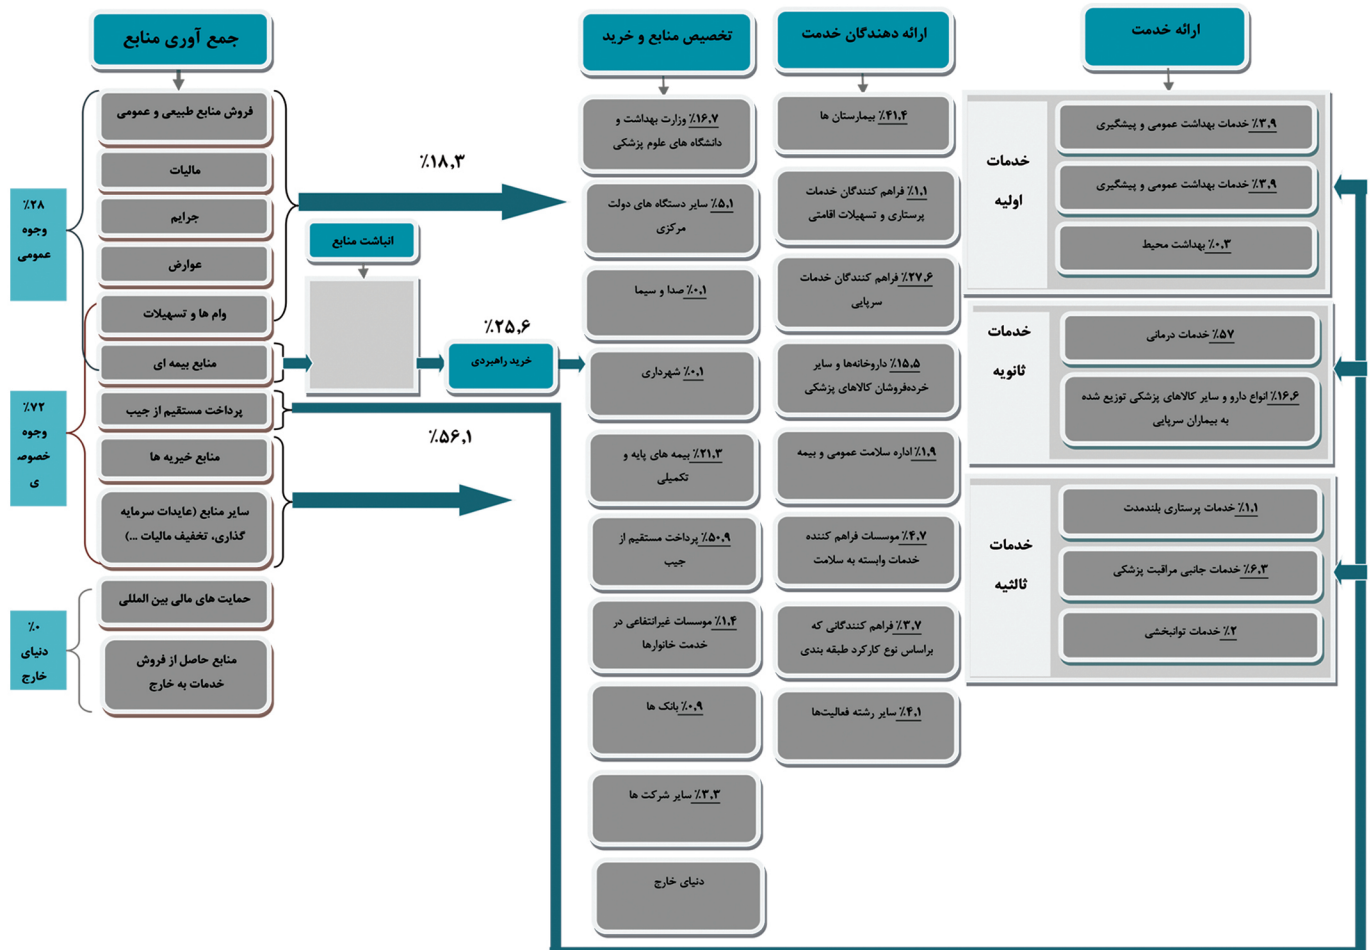 جمع آوری منابع
فروش منابع طبیعی و عمومی
مالیات
جرایم
عوارض
وام ها و تسهیلات
منابع بیمه ای
پرداخت مستقیم از جیب
منابع خیریه ها
سایر منابع (عایدات سرمایه
گذاری، تخفیف مالیات ...)
حمایت های مالی بین المللی
منابع حاصل از فروش
خدمات به خارج
٪۲۸
وجوه
عمومی
٪۷۲
وجوه
خصوص
ی
٪۰
دنیای
خارج
٪۱۸,۳
انباشت منابع
٪۲۵,۶
خرید راهبردی
٪۵۶,۱
تخصیص منابع و خرید
٪۱۶,۷ وزارت بهداشت و
دانشگاه های علوم پزشکی
٪۵,۱ سایر دستگاه های دولت
مرکزی
٪۰,۱ صدا و سیما
٪۰,۱ شهرداری
٪۲۱,۳ بیمه های پایه و
تکمیلی
٪۵۰,۹ پرداخت مستقیم از
جیب
٪۱,۴ موسسات غیرانتفاعی در
خدمت خانوارها
٪۰,۹ بانک ها
٪۳,۳ سایر شرکت ها
دنیای خارج
ارائه دهندگان خدمت
٪۴۱,۴ بیمارستان ها
٪۱,۱ فراهم کنندگان خدمات
پرستاری و تسهیلات اقامتی
٪۲۷,۶ فراهم کنندگان خدمات
سرپایی
٪۱۵,۵ داروخانه‌ها و سایر
خرده‌فروشان کالاهای پزشکی
٪۱,۹ اداره سلامت عمومی و بیمه
٪۴,۷ موسسات فراهم کننده
خدمات وابسته به سلامت
٪۳,۷ فراهم کنندگانی که
براساس نوع کارکرد طبقه بندی
٪۴,۱ سایر رشته فعالیت‌ها
ارائه خدمت
خدمات
اولیه
٪۳,۹ خدمات بهداشت عمومی و پیشگیری
٪۳,۹ خدمات بهداشت عمومی و پیشگیری
٪۰,۳ بهداشت محیط
خدمات
ثانویه
٪۵۷ خدمات درمانی
٪۱۶,۶ انواع دارو و سایر کالاهای پزشکی توزیع شده
به بیماران سرپایی
خدمات
ثالثیه
٪۱,۱ خدمات پرستاری بلندمدت
٪۶,۳ خدمات جانبی مراقبت پزشکی
٪۲ خدمات توانبخشی